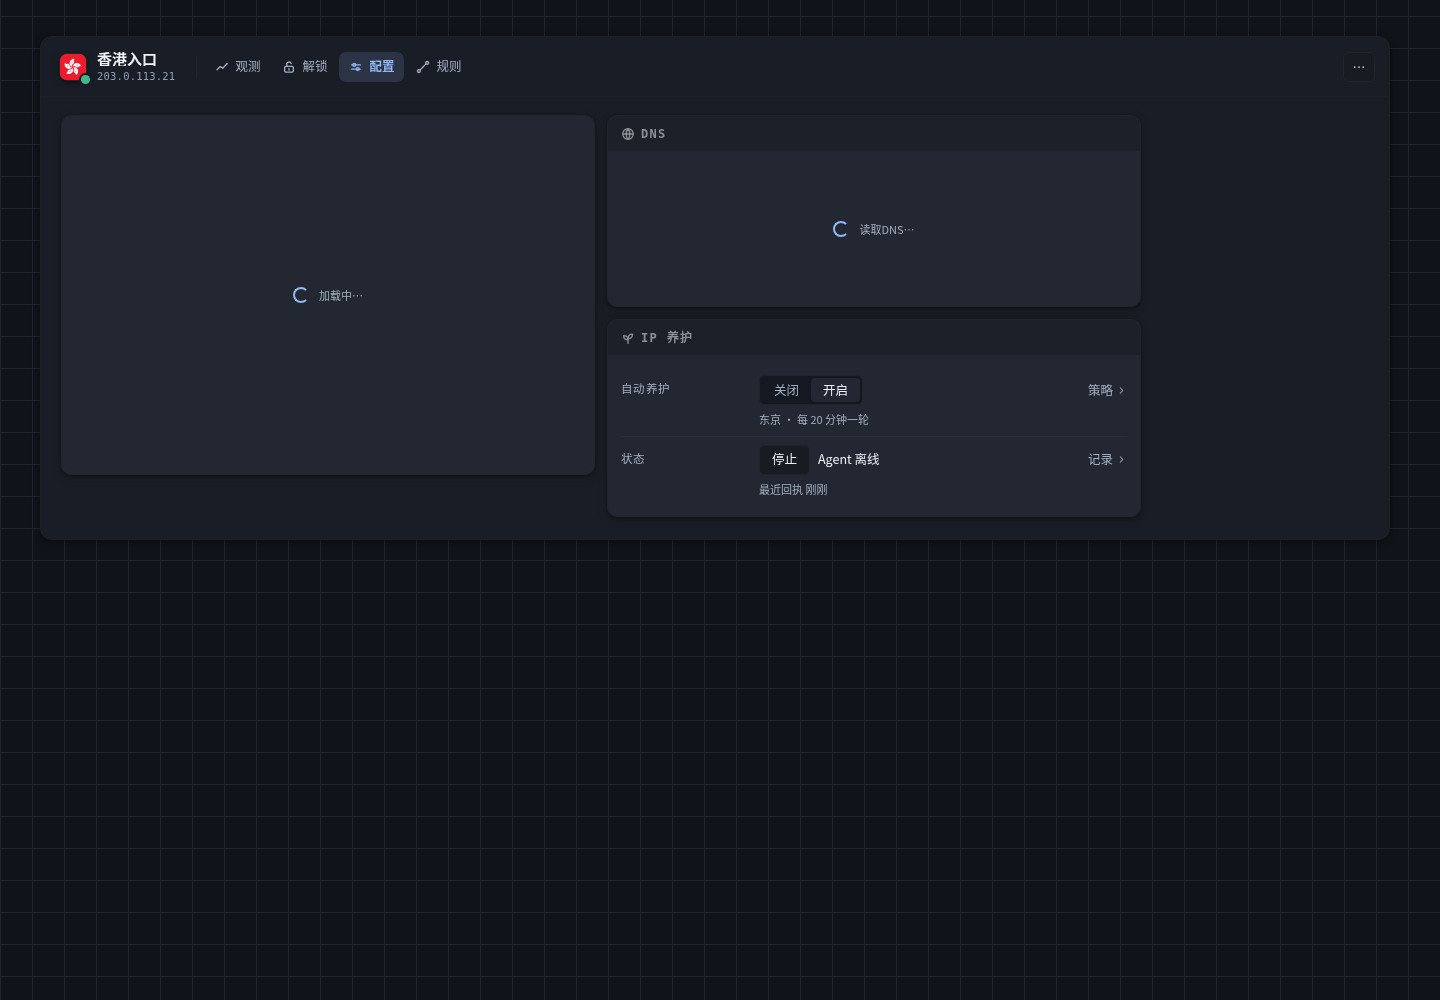 香港入口
203.0.113.21
观测
解锁
配置
规则
···
加载中···
DNS
读取DNS···
IP 养护
自动养护
关闭
开启
策略 ›
东京 · 每 20 分钟一轮
状态
停止
Agent 离线
记录 ›
最近回执 刚刚